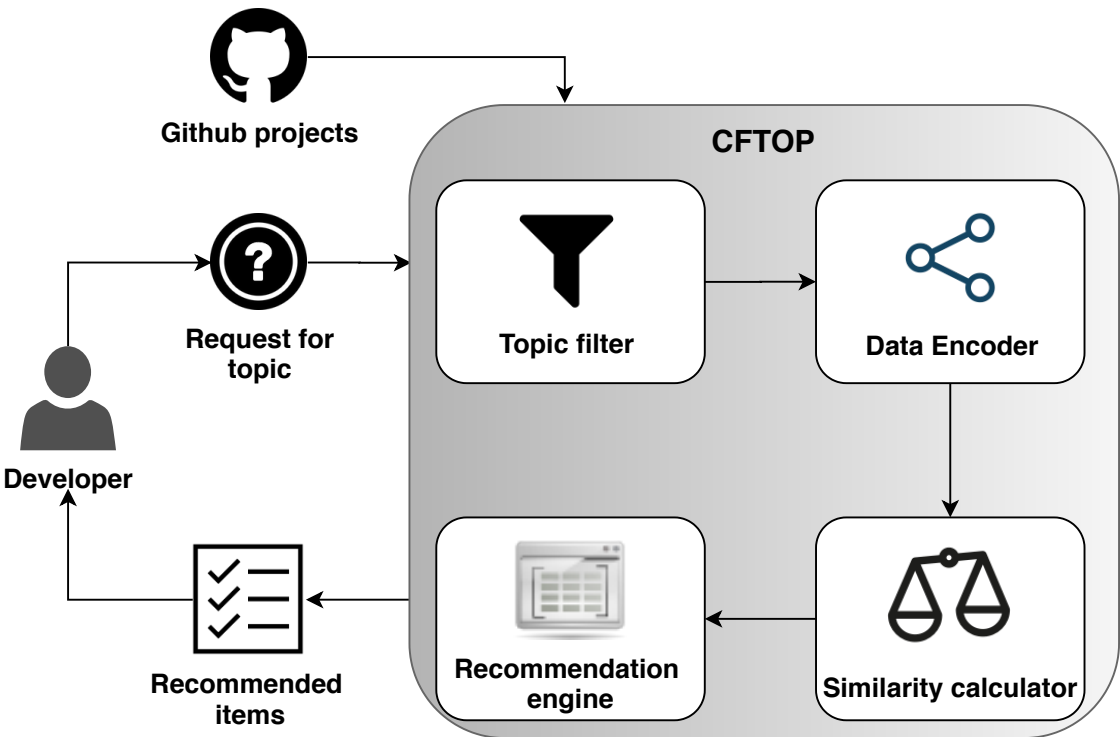 Github projects
CFTOP
Request for
topic
Topic filter
Data Encoder
Developer
Recommended
items
Recommendation
engine
Similarity calculator